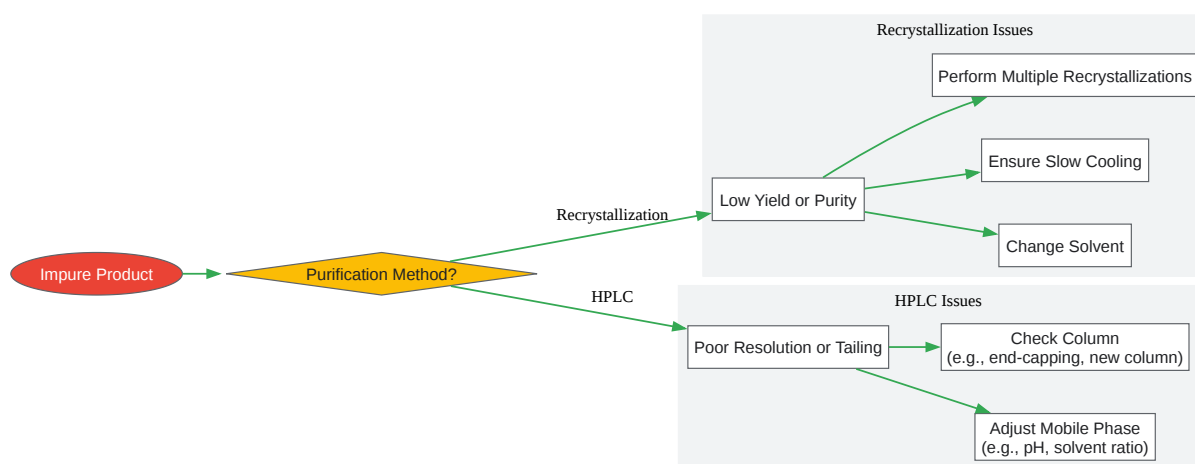 Recrystallization Issues
Perform Multiple Recrystallizations
Ensure Slow Cooling
Low Yield or Purity
Recrystallization
Change Solvent
Impure Product
Purification Method?
HPLC
HPLC Issues
Poor Resolution or Tailing
Check Column
(e.g., end-capping, new column)
Adjust Mobile Phase
(e.g., pH, solvent ratio)